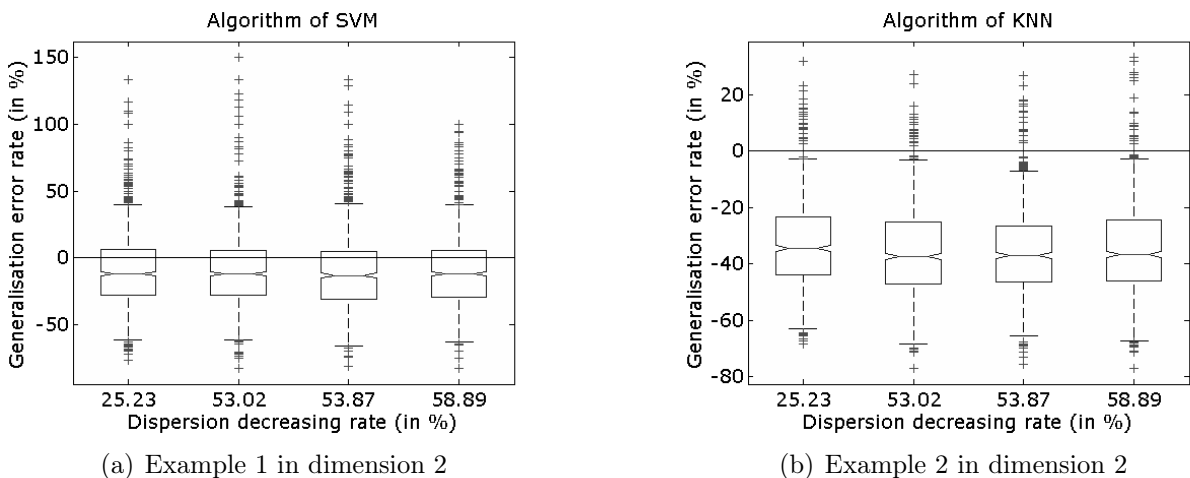 Algorithm of SVM
Generalisation error rate (in %)
150
100
50
0
-50
25.23 53.02 53.87 58.89
Dispersion decreasing rate (in %)
(a) Example 1 in dimension 2
Algorithm of KNN
Generalisation error rate (in %)
20
0
-20
-40
-60
-80
25.23 53.02 53.87 58.89
Dispersion decreasing rate (in %)
(b) Example 2 in dimension 2